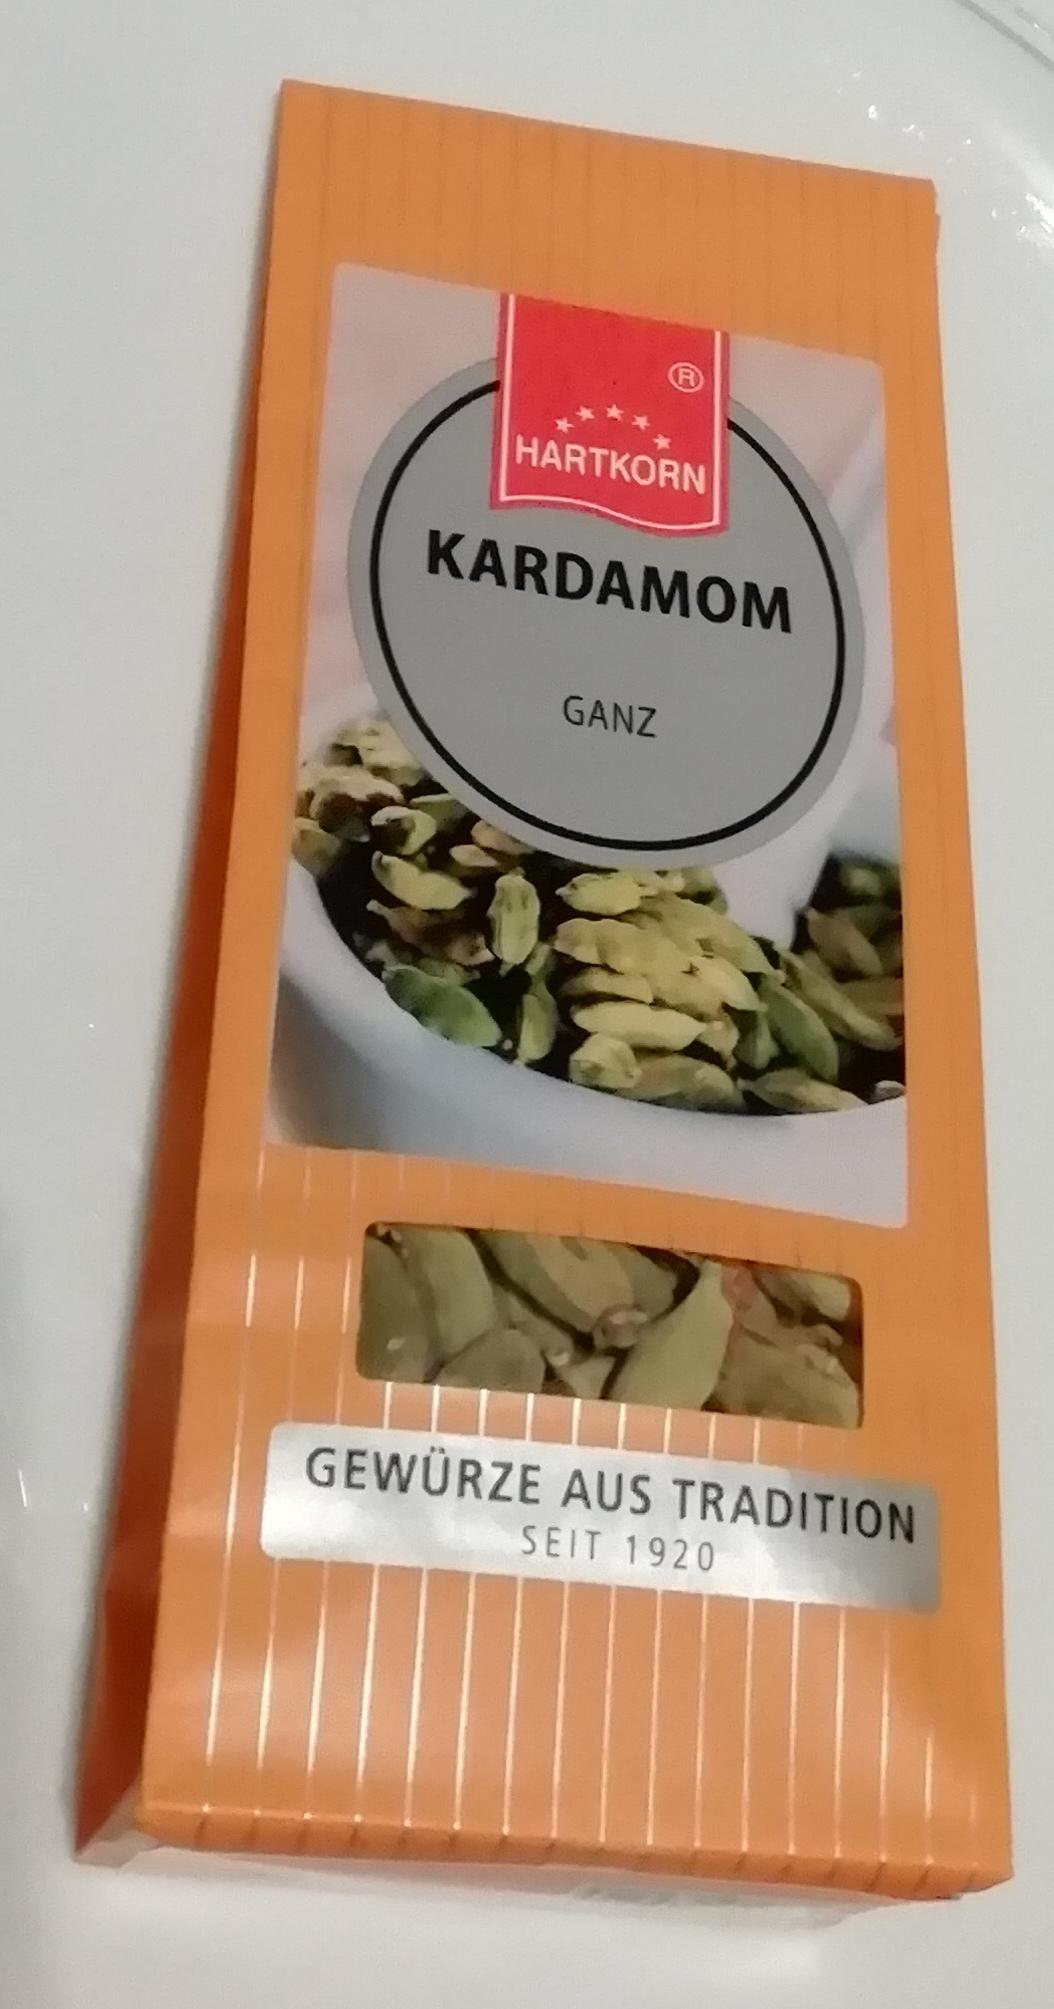 ®
HARTKORN
KARDAMOM
GANZ
GEWÜRZE AUS TRADITION
SEIT 1920